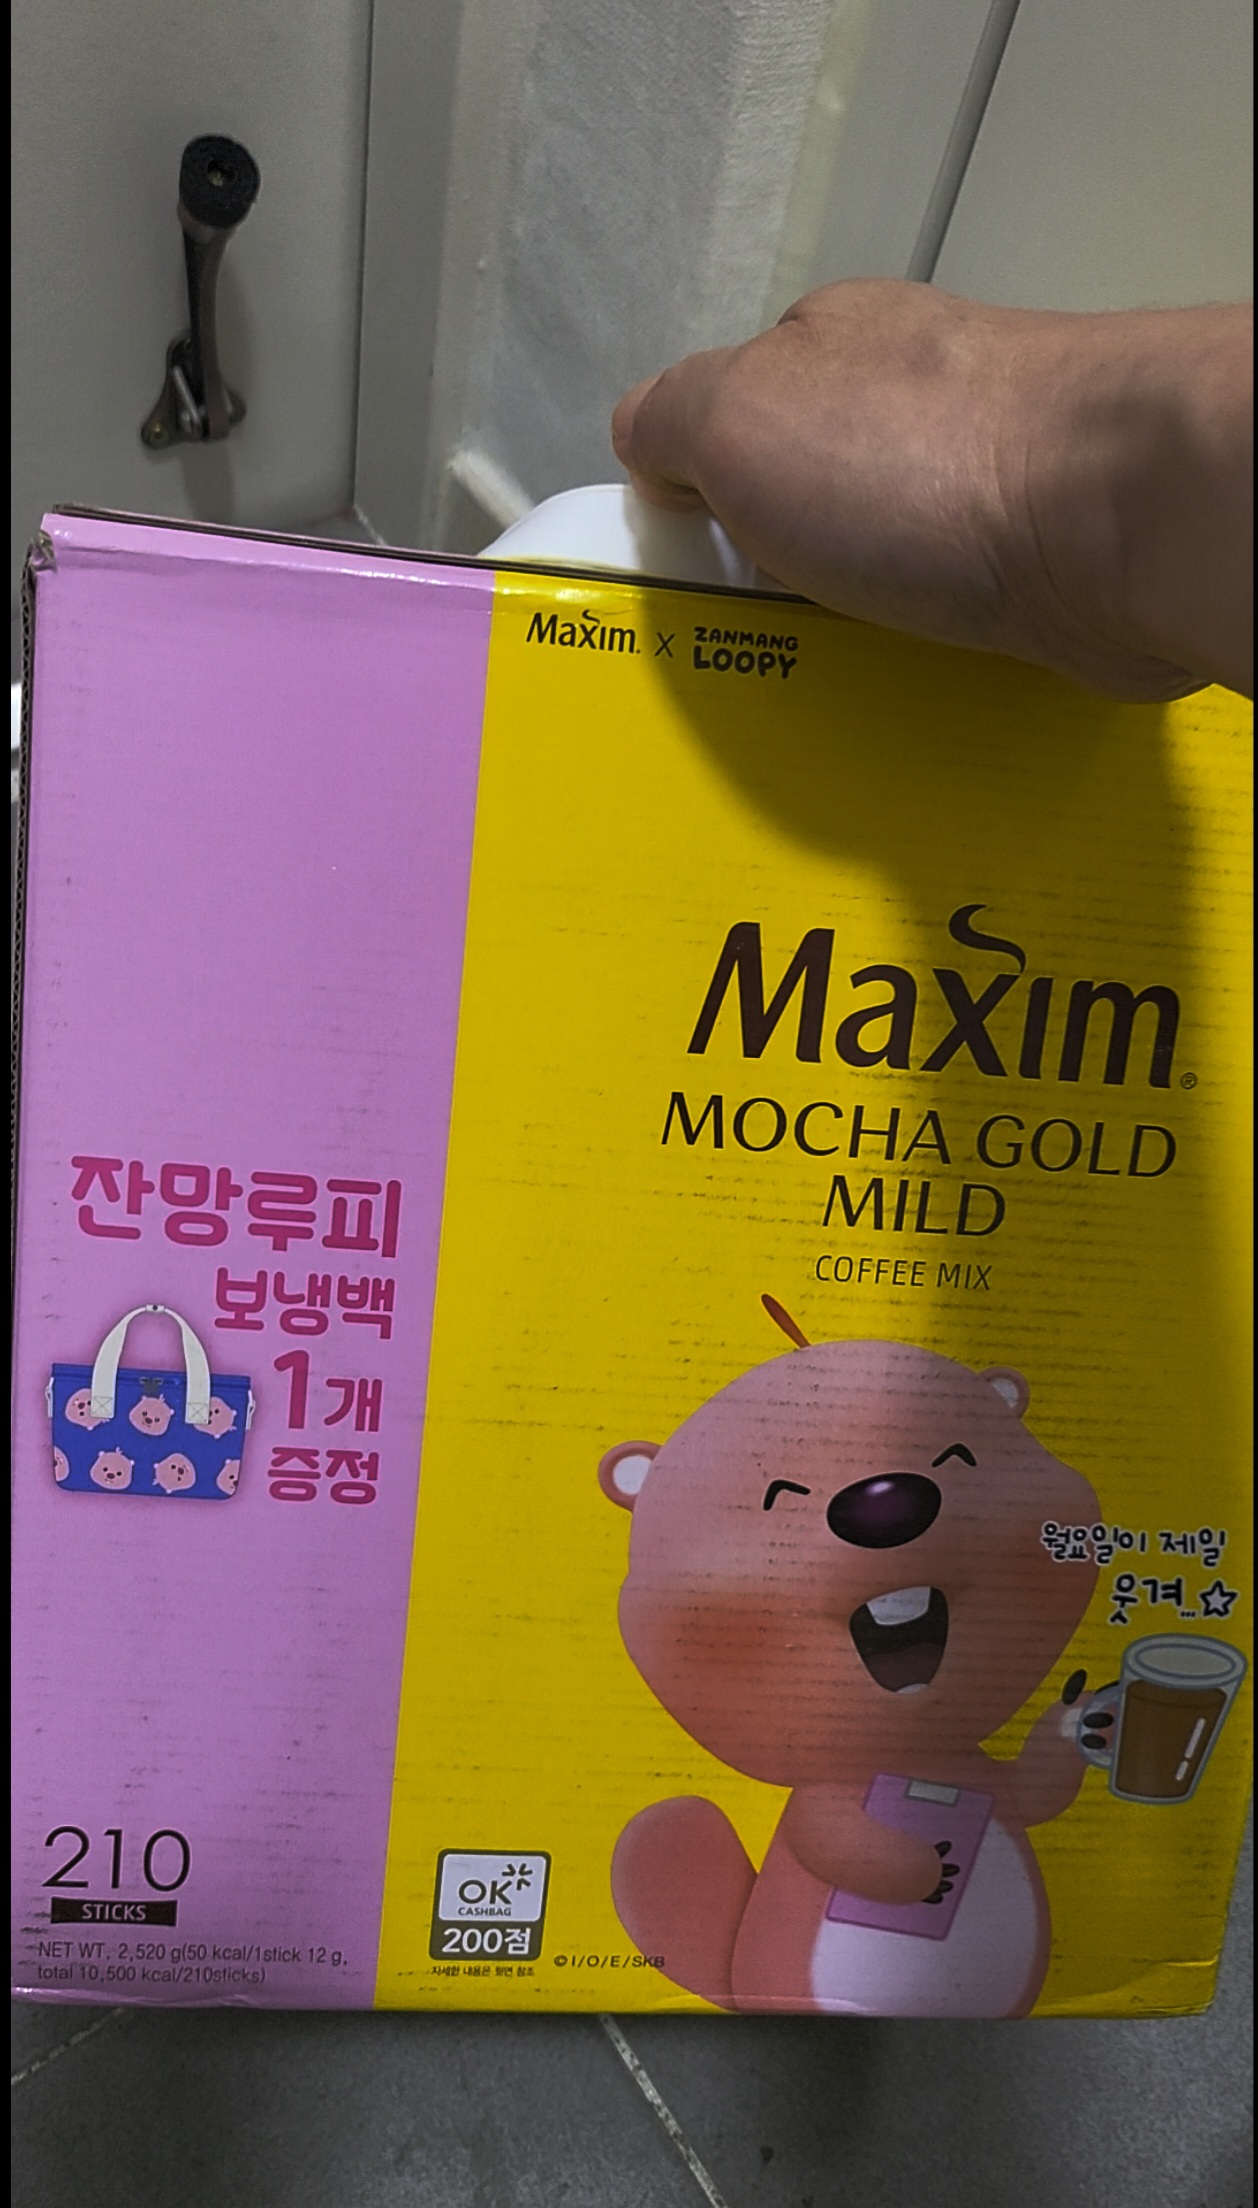 Maxim. X ZANMANG LOOPY
Maxim®
MOCHA GOLD
MILD
COFFEE MIX
잔망루피
보냉백
1개
증정
월요일이 제일
웃겨...☆
210
STICKS
NET WT. 2,520 g(50 kcal/1stick 12 g,
total 10,500 kcal/210sticks)
OK
CASHBAG
200점
자세한 내용은 뒷면 참조
©I/O/E/SKB